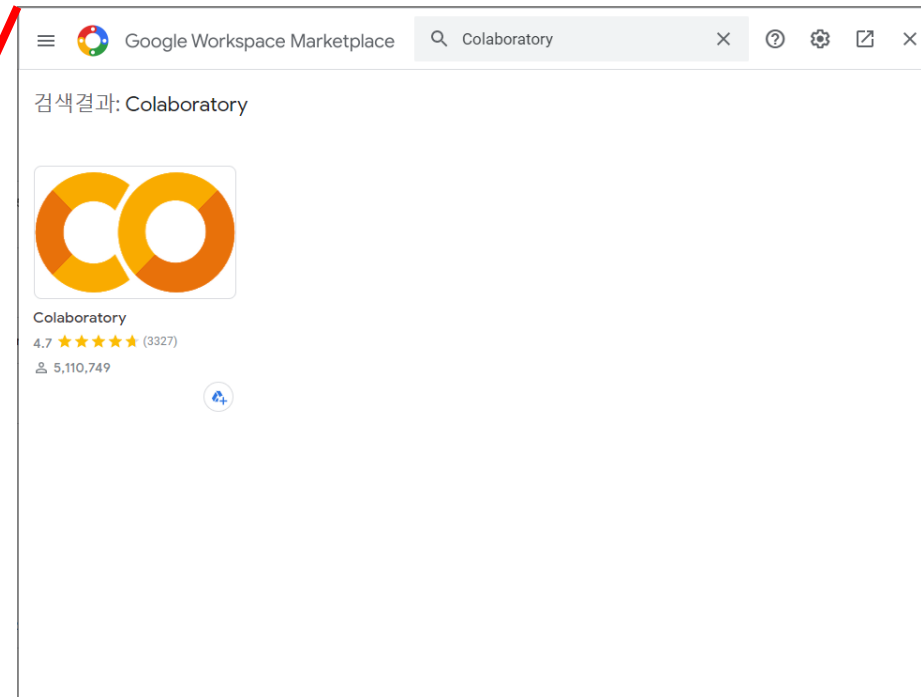 Google Workspace Marketplace
Colaboratory
검색결과: Colaboratory
Colaboratory
4.7 (3327)
5,110,749